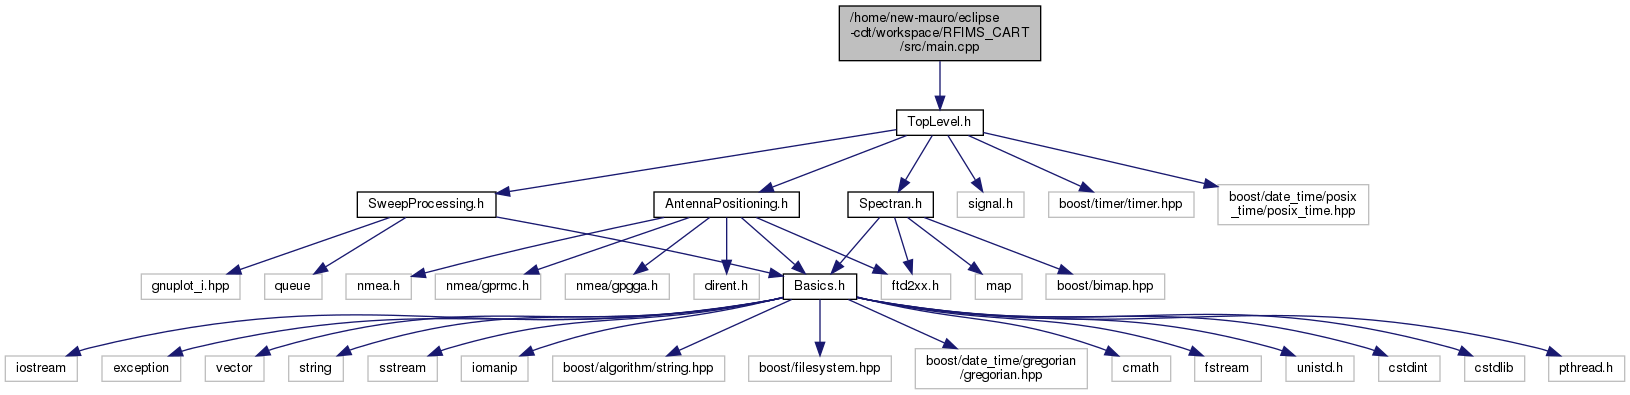 /home/new-mauro/eclipse
-cdt/workspace/RFIMS_CART
/src/main.cpp
TopLevel.h
SweepProcessing.h
AntennaPositioning.h
Spectran.h
signal.h
boost/timer/timer.hpp
boost/date_time/posix
_time/posix_time.hpp
gnuplot_i.hpp
queue
nmea.h
nmea/gprmc.h
nmea/gpgga.h
dirent.h
Basics.h
ftd2xx.h
map
boost/bimap.hpp
iostream
exception
vector
string
sstream
iomanip
boost/algorithm/string.hpp
boost/filesystem.hpp
boost/date_time/gregorian
/gregorian.hpp
cmath
fstream
unistd.h
cstdint
cstdlib
pthread.h